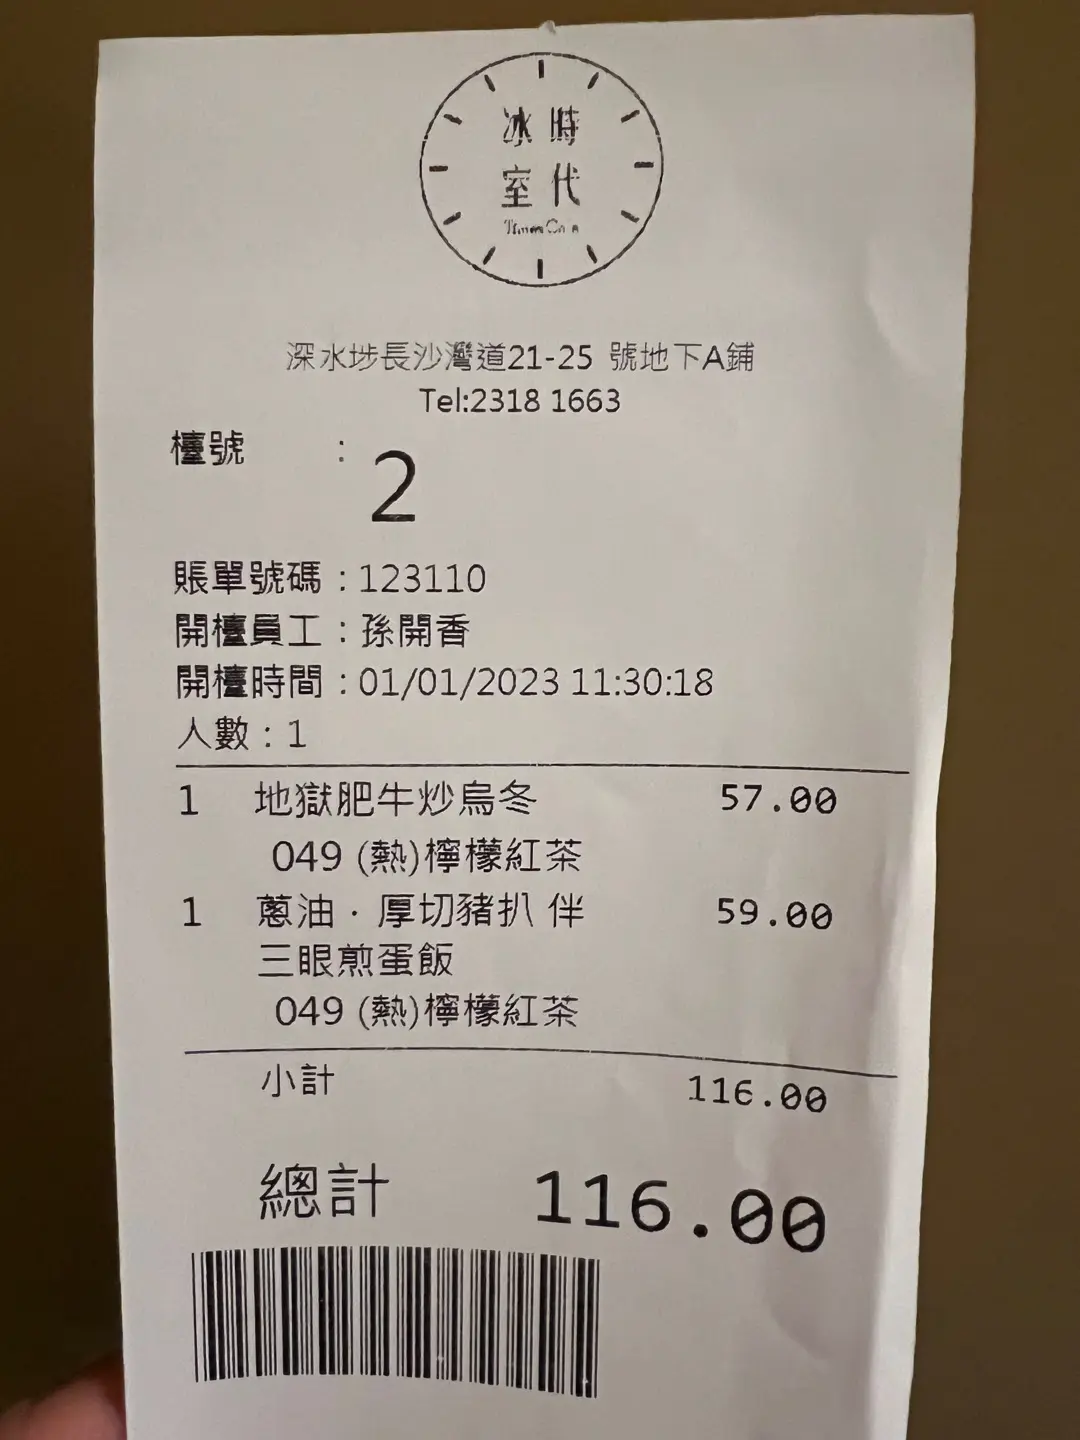 時代
冰室
深水埗長沙灣道21-25 號地下A鋪
Tel:2318 1663
檯號 : 2
賬單號碼 : 123110
開檯員工 : 孫開香
開檯時間 : 01/01/2023 11:30:18
人數 : 1
1 地獄肥牛炒烏冬 57.00
049 (熱)檸檬紅茶
1 蔥油·厚切豬扒 伴 59.00
三眼煎蛋飯
049 (熱)檸檬紅茶
小計 116.00
總計 116.00